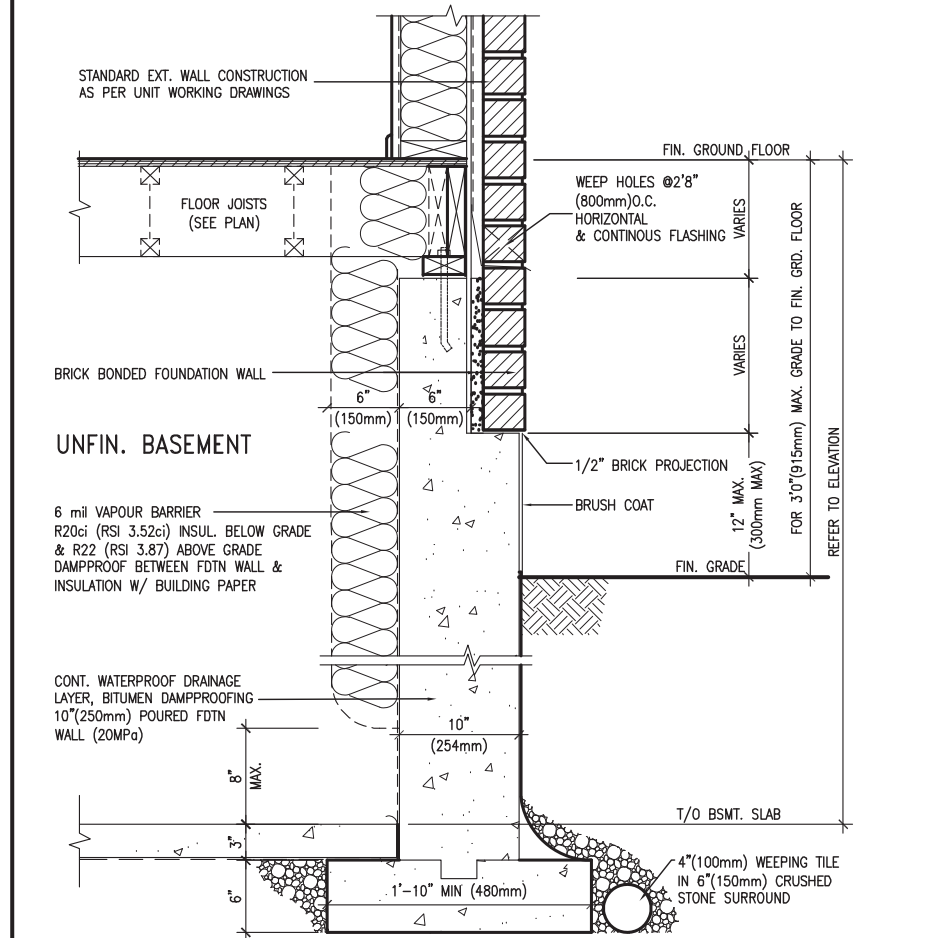 STANDARD EXT. WALL CONSTRUCTION
AS PER UNIT WORKING DRAWINGS
FIN. GROUND FLOOR
WEEP HOLES @2'8"
(800mm)O.C.
HORIZONTAL
& CONTINOUS FLASHING
FLOOR JOISTS
(SEE PLAN)
VARIES
VARIES
12" MAX.
(300mm MAX)
FOR 3'0"(915mm) MAX. GRADE TO FIN. GRD. FLOOR
REFER TO ELEVATION
BRICK BONDED FOUNDATION WALL
6"
(150mm)
6"
(150mm)
UNFIN. BASEMENT
1/2" BRICK PROJECTION
BRUSH COAT
6 mil VAPOUR BARRIER
R20ci (RSI 3.52ci) INSUL. BELOW GRADE
& R22 (RSI 3.87) ABOVE GRADE
DAMPPROOF BETWEEN FDTN WALL &
INSULATION W/ BUILDING PAPER
FIN. GRADE
CONT. WATERPROOF DRAINAGE
LAYER, BITUMEN DAMPPROOFING
10"(250mm) POURED FDTN
WALL (20MPa)
10"
(254mm)
8"
MAX.
T/O BSMT. SLAB
3"
6"
1'-10" MIN (480mm)
4"(100mm) WEEPING TILE
IN 6"(150mm) CRUSHED
STONE SURROUND